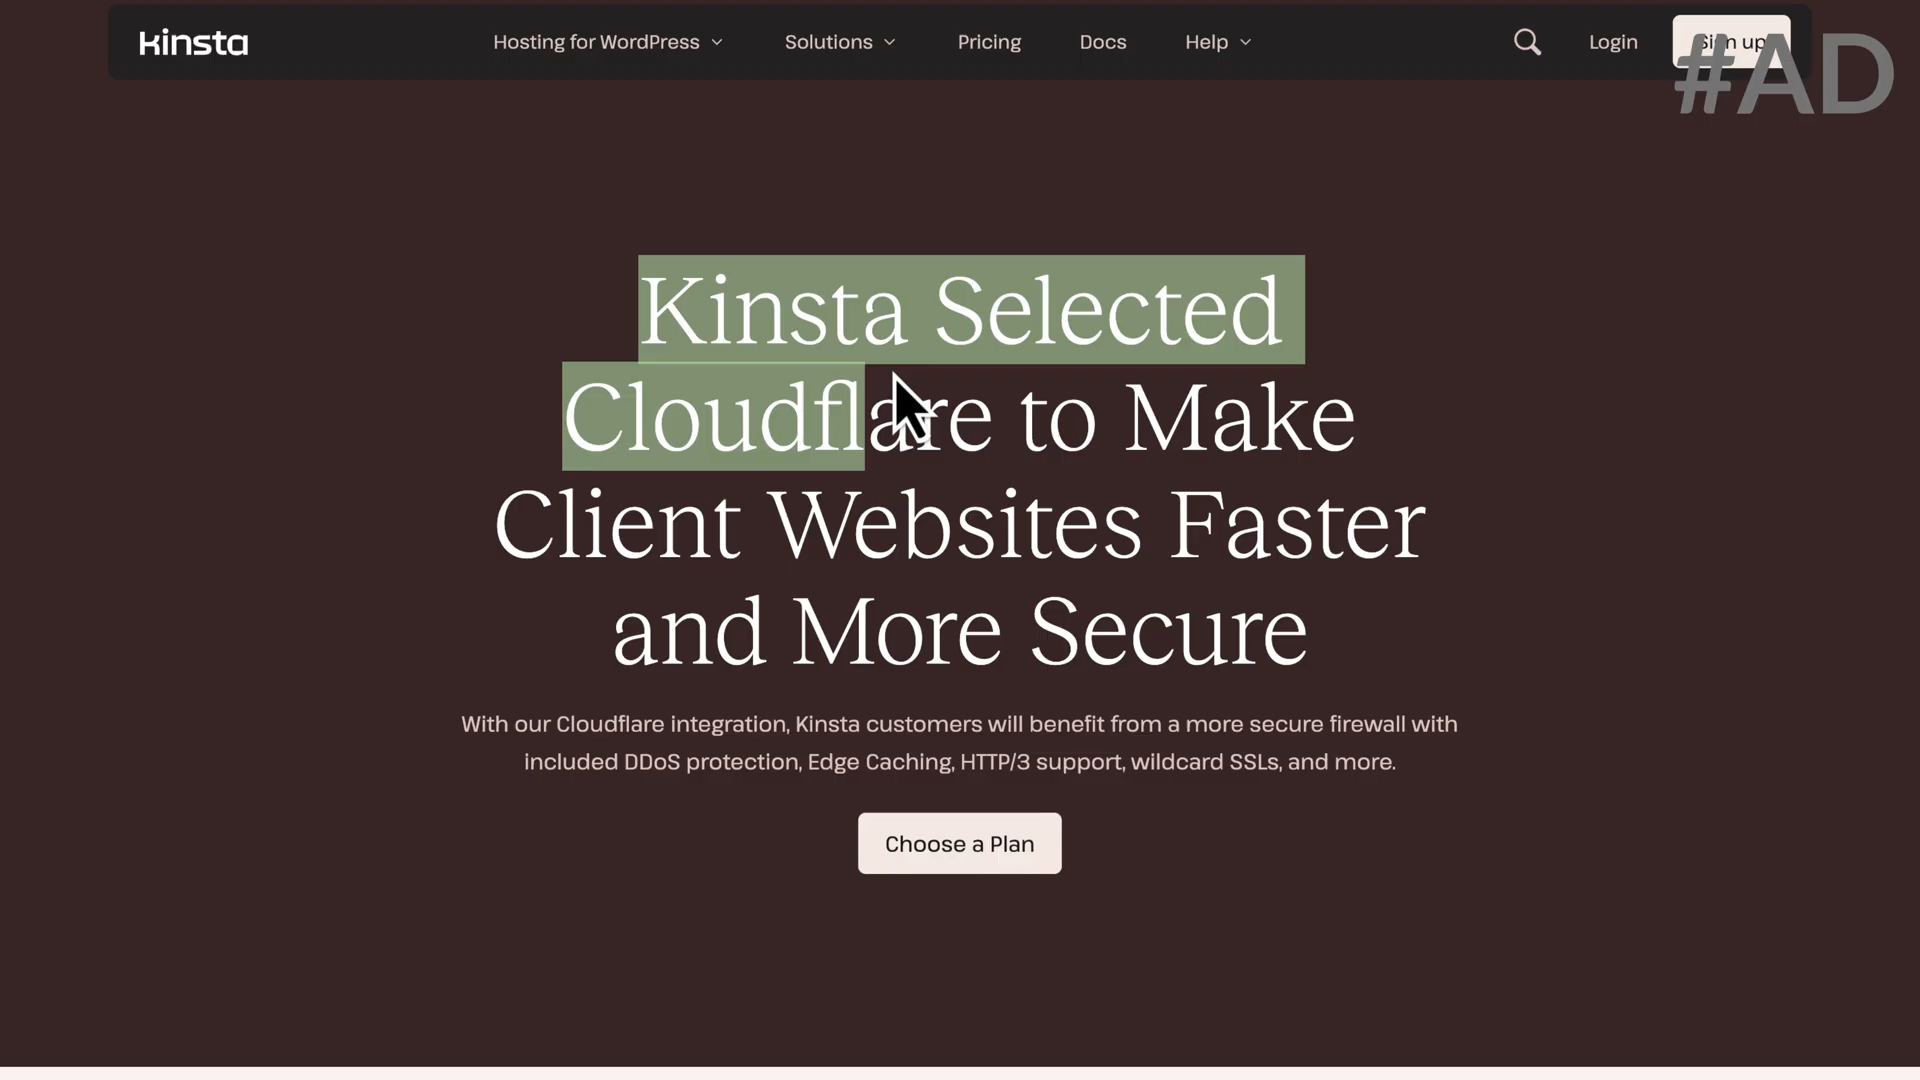 Kinsta
Hosting for WordPress
Solutions
Pricing
Docs
Help
Login
Sign up
#AD
Kinsta Selected
Cloudflare to Make
Client Websites Faster
and More Secure
With our Cloudflare integration, Kinsta customers will benefit from a more secure firewall with
included DDoS protection, Edge Caching, HTTP/3 support, wildcard SSLs, and more.
Choose a Plan